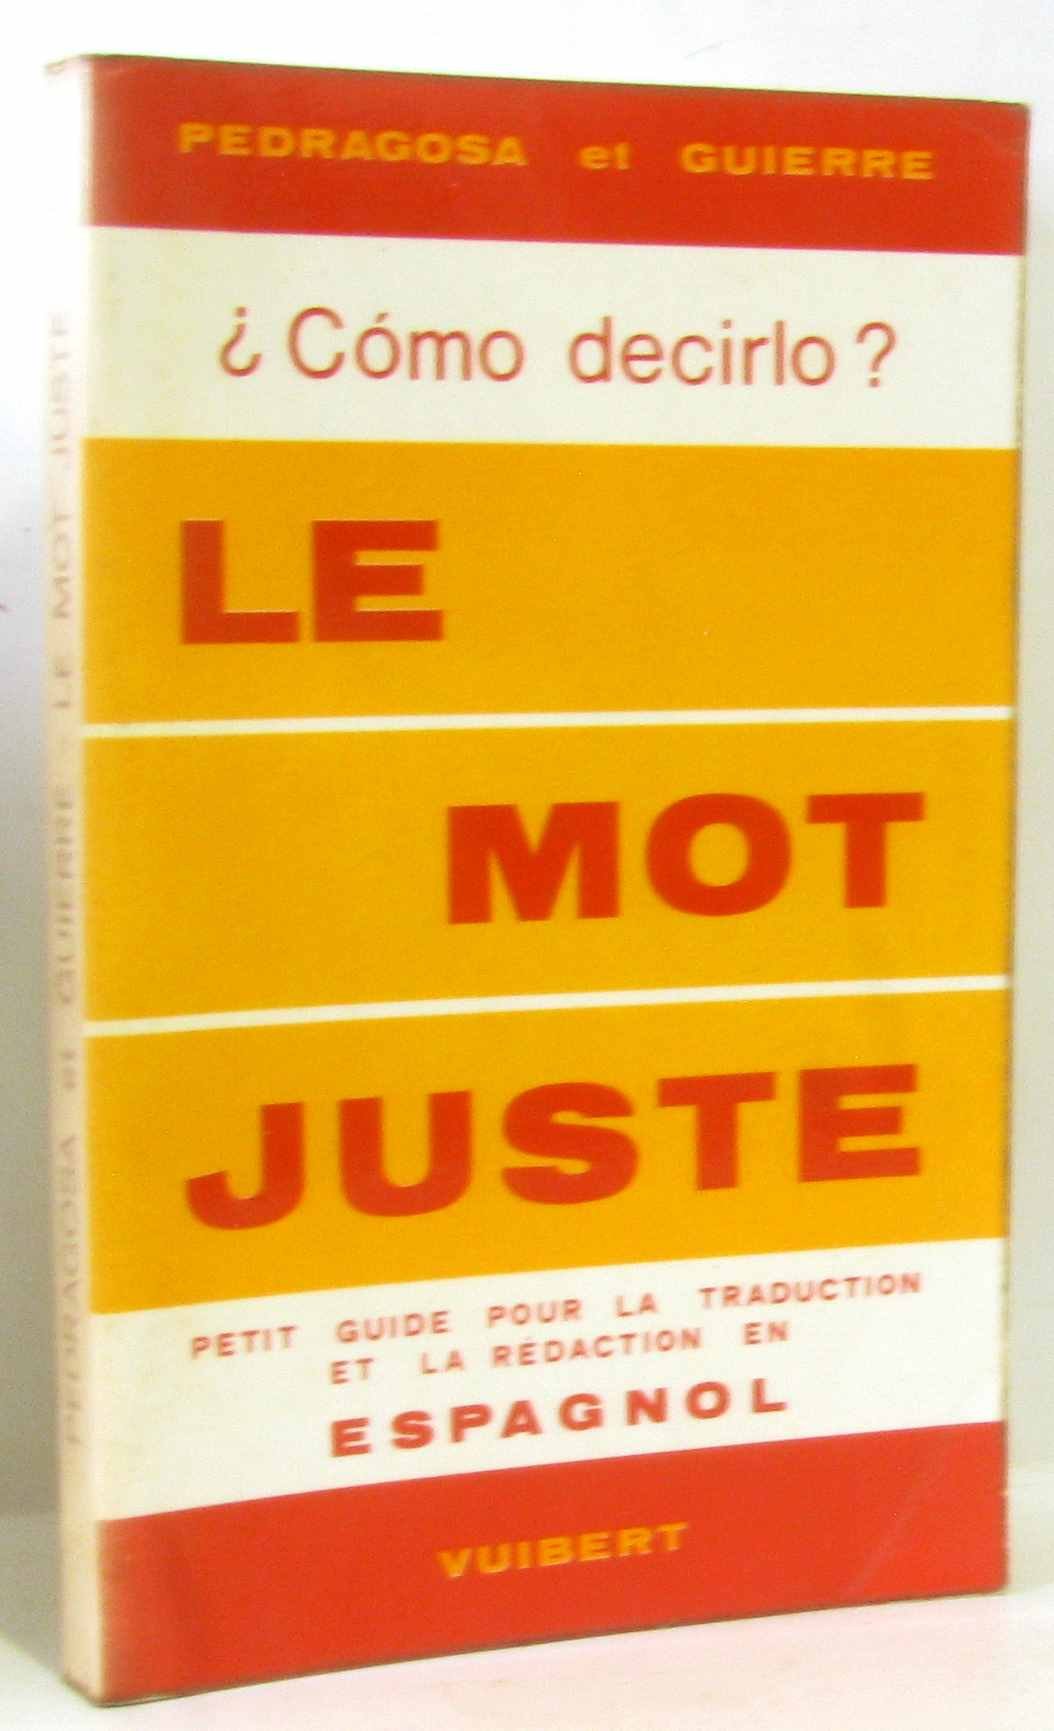 PEDRAGOSA et GUIERRE
¿Cómo decirlo?
LE
MOT
JUSTE
PETIT GUIDE POUR LA TRADUCTION
ET LA RÉDACTION EN
ESPAGNOL
VUIBERT
PEDRAGOSA et GUIERRE - LE MOT JUSTE